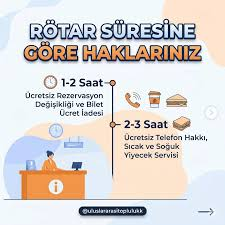 RÖTAR SÜRESİNE
GÖRE HAKLARINIZ
1-2 Saat
Ücretsiz Rezervasyon
Değişikliği ve Bilet
Ücret İadesi
2-3 Saat
Ücretsiz Telefon Hakkı,
Sıcak ve Soğuk
Yiyecek Servisi
@uluslararasitoplulukk